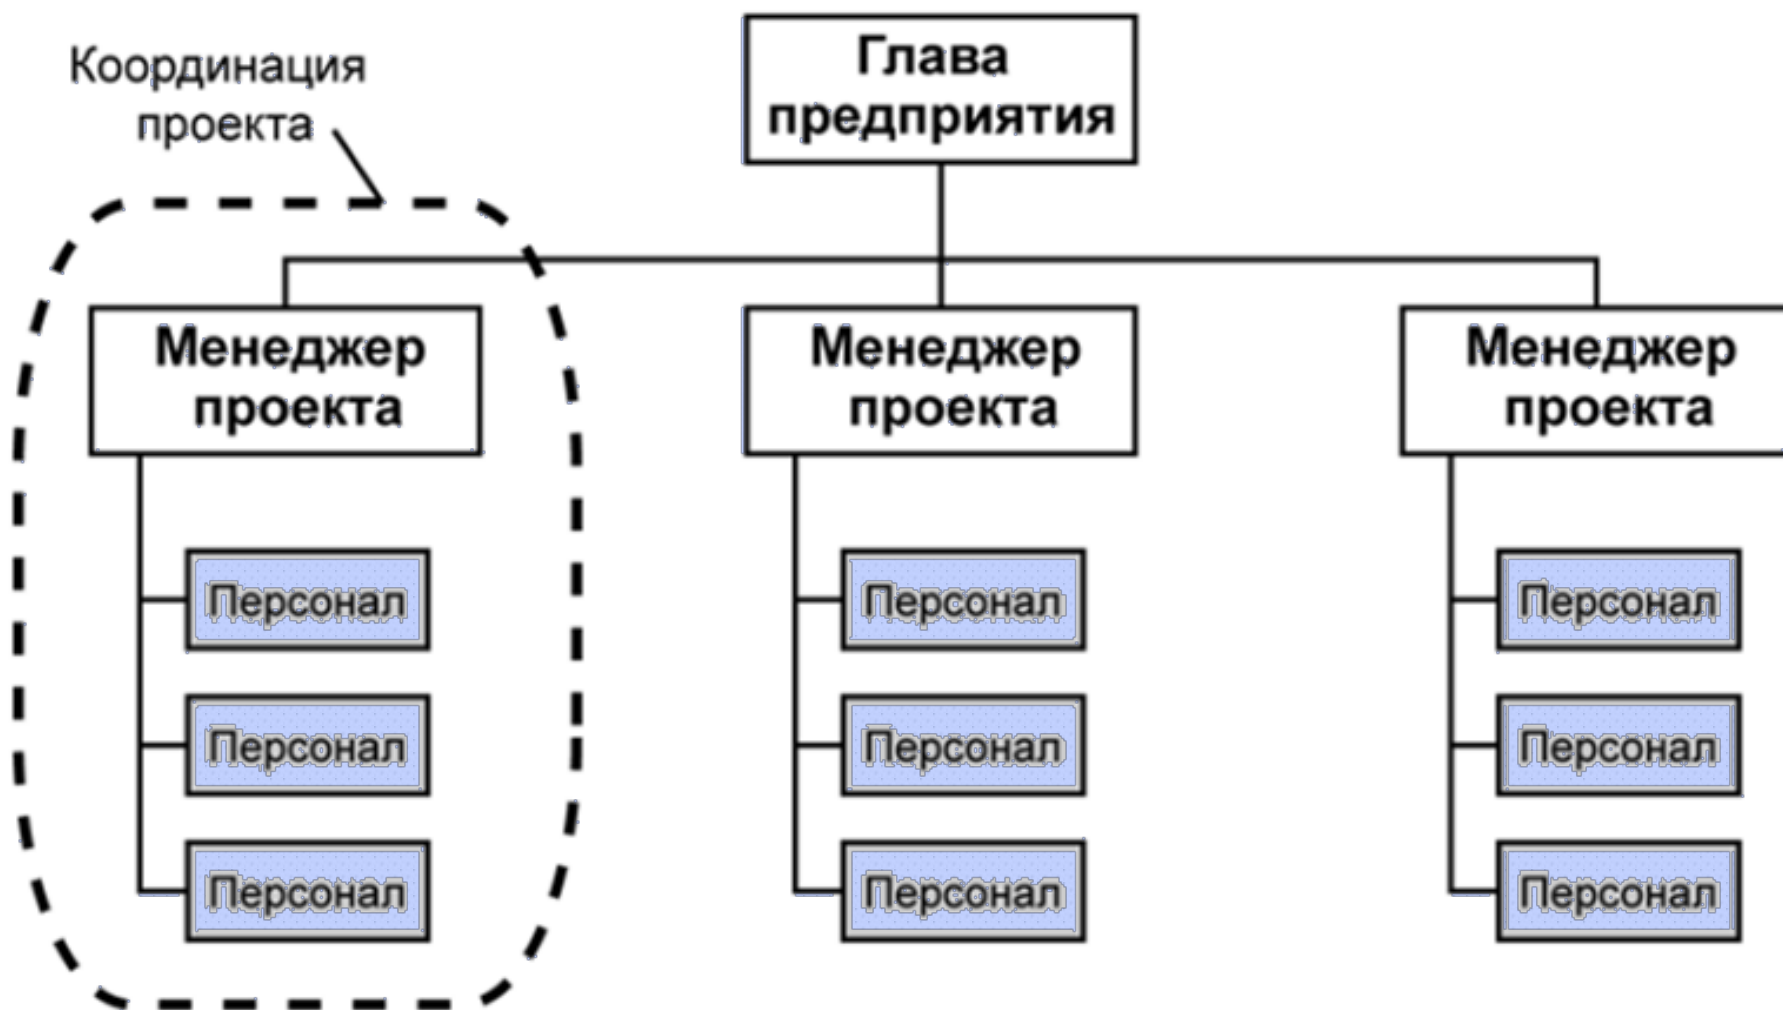 Координация
проекта
Глава
предприятия
Менеджер
проекта
Менеджер
проекта
Менеджер
проекта
Персонал
Персонал
Персонал
Персонал
Персонал
Персонал
Персонал
Персонал
Персонал